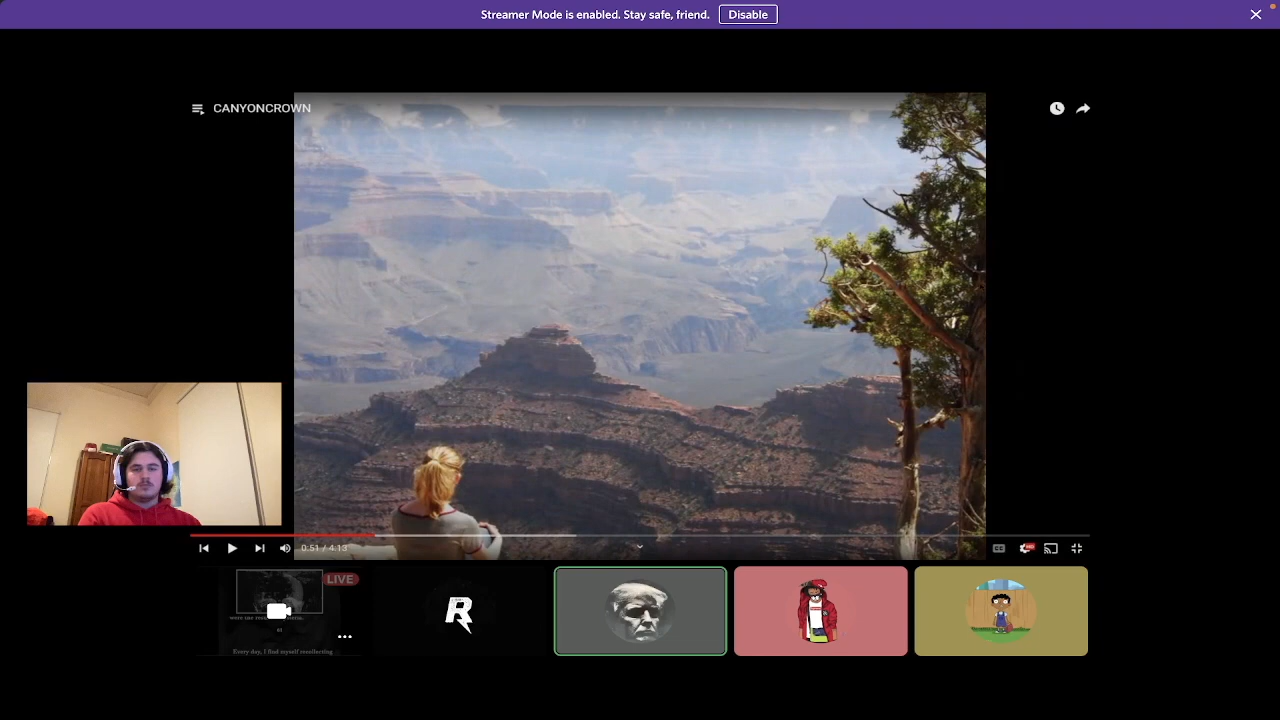 Streamer Mode is enabled. Stay safe, friend. Disable
CANYONCROWN
0:51 / 4:13
LIVE
R
Every day, I find myself recollecting